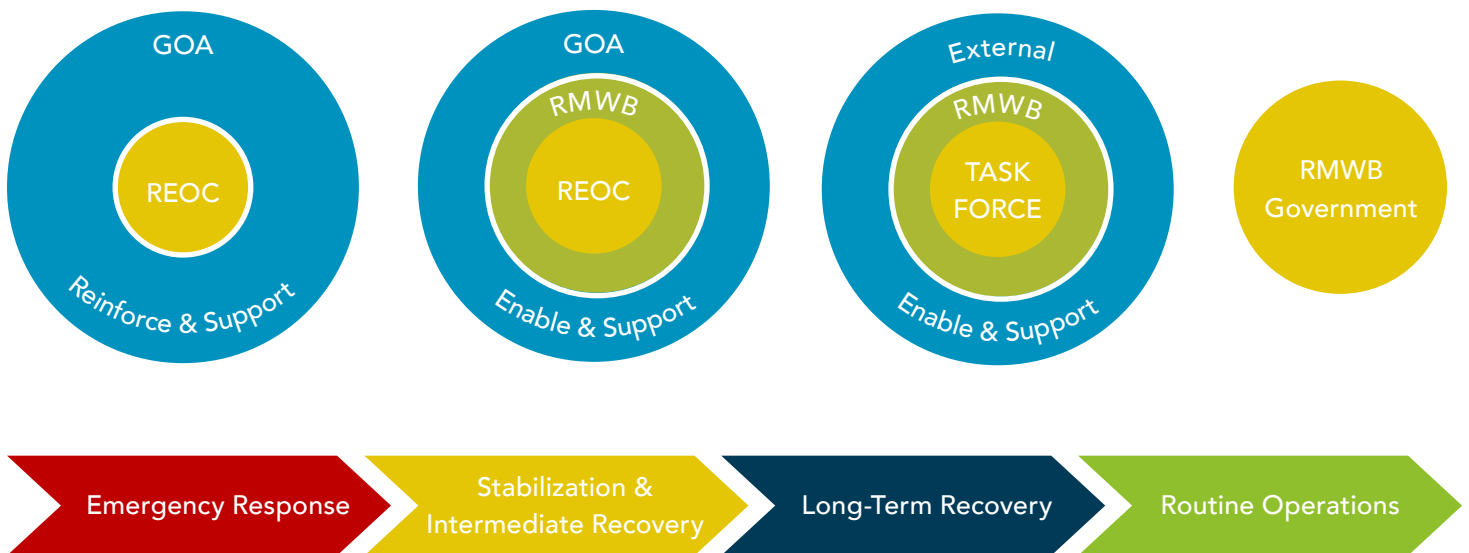 GOA
REOC
Reinforce & Support
GOA
RMWB
REOC
Enable & Support
External
RMWB
TASK
FORCE
Enable & Support
RMWB
Government
Emergency Response
Stabilization &
Intermediate Recovery
Long-Term Recovery
Routine Operations